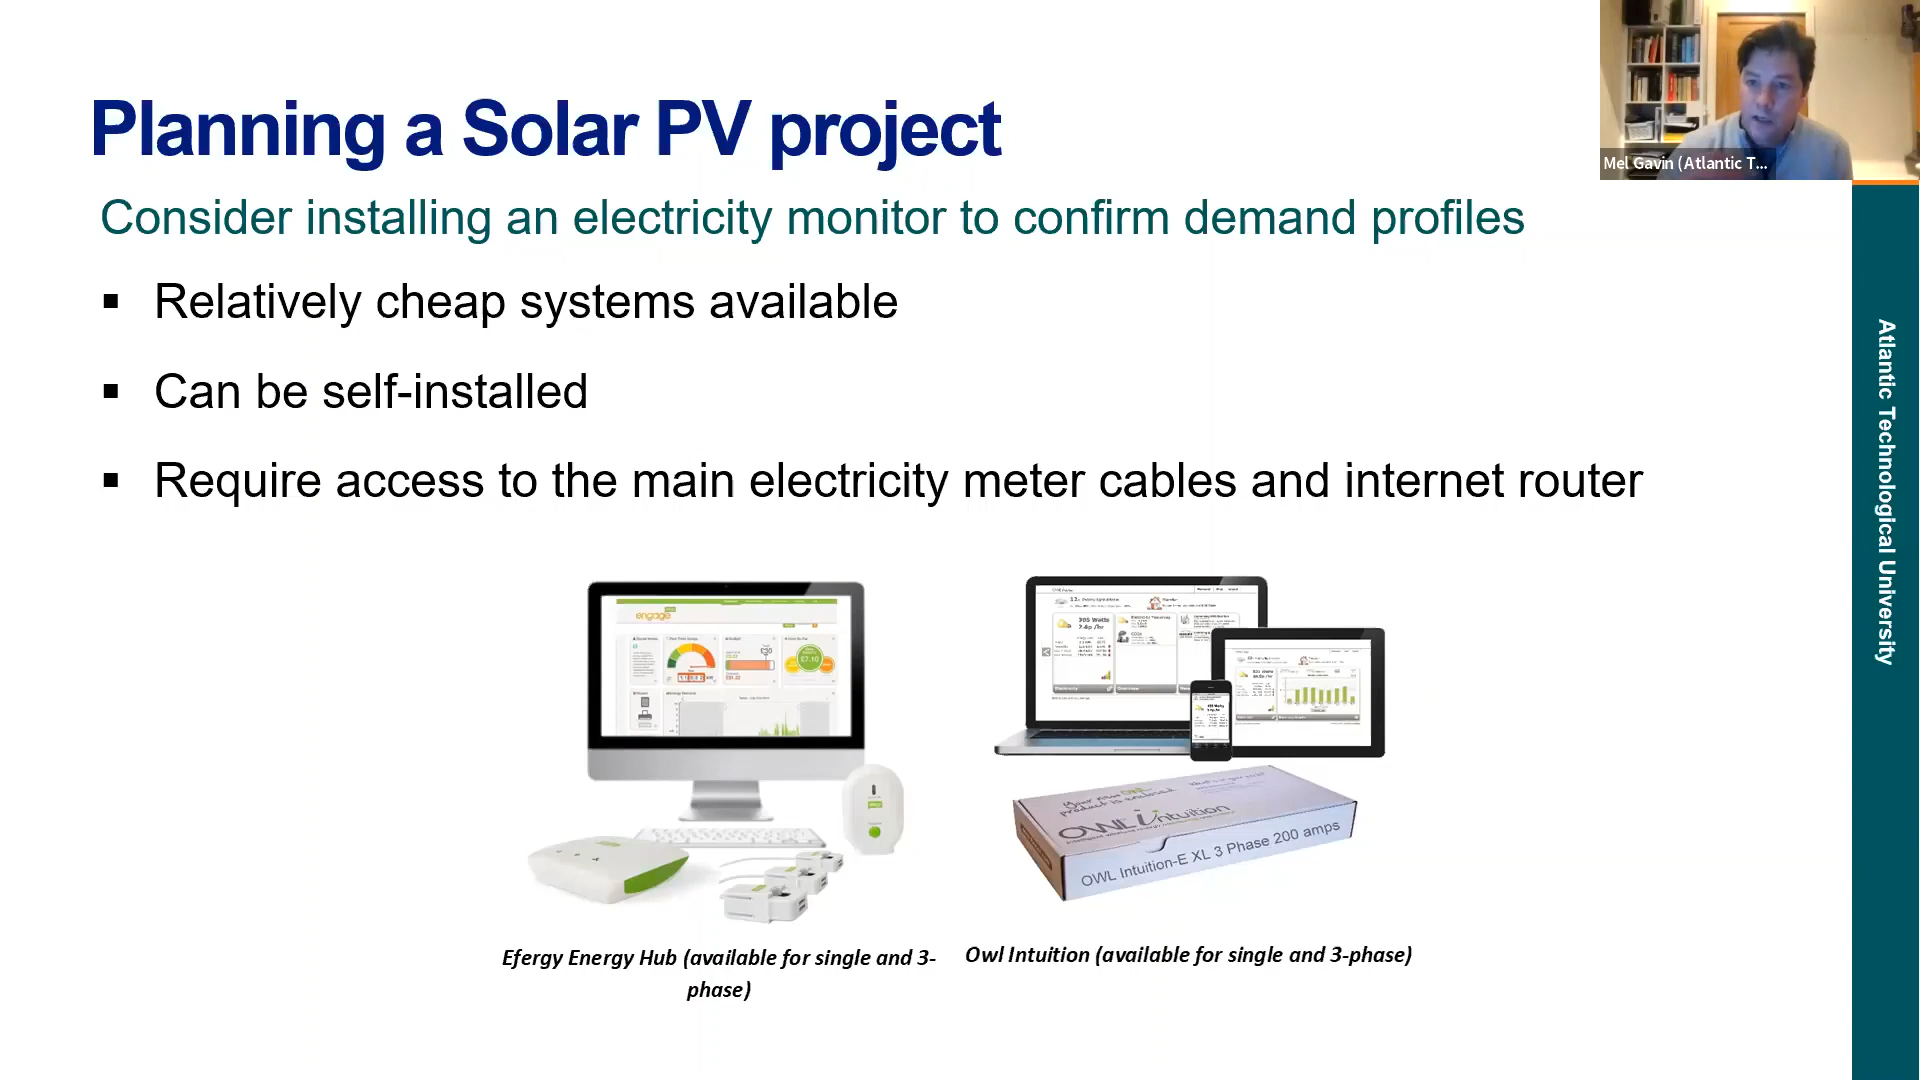 Planning a Solar PV project
Mel Gavin (Atlantic T...
Consider installing an electricity monitor to confirm demand profiles
Relatively cheap systems available
Can be self-installed
Require access to the main electricity meter cables and internet router
Atlantic Technological University
engage
OWL intuition
OWL Intuition-E XL 3 Phase 200 amps
Efergy Energy Hub (available for single and 3-
phase)
Owl Intuition (available for single and 3-phase)